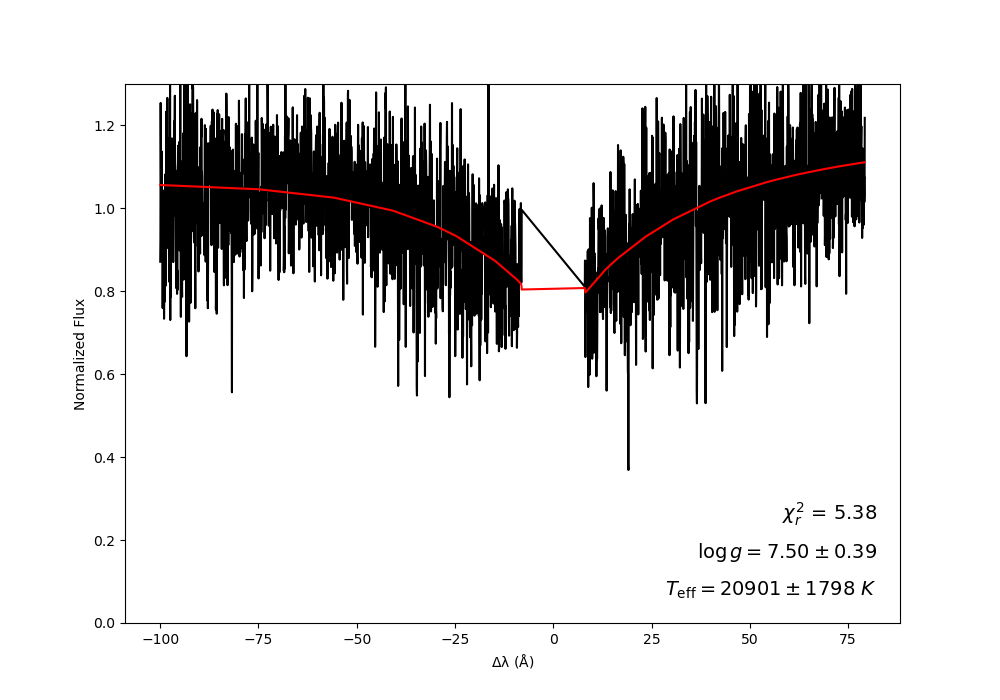 1.2
1.0
0.8
0.6
0.4
0.2
0.0
Normalized Flux
χ²ᵣ = 5.38
log g = 7.50 ± 0.39
T_eff = 20901 ± 1798 K
−100 −75 −50 −25 0 25 50 75
Δλ (Å)